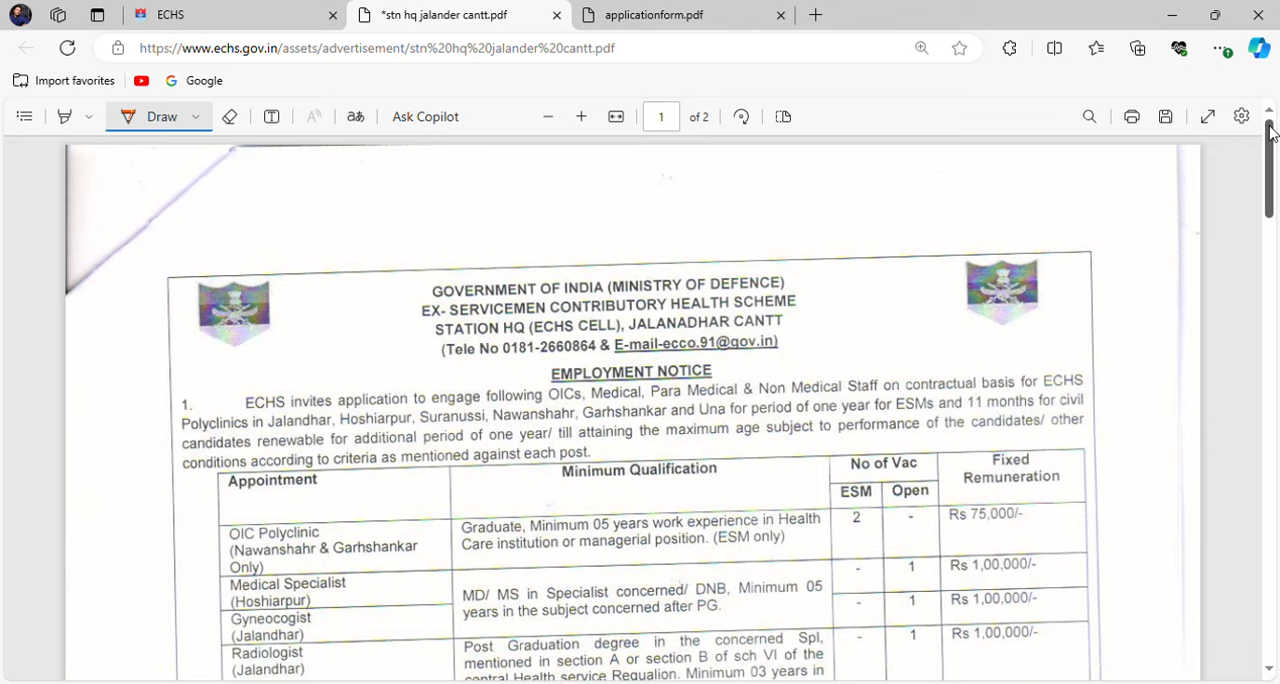 ECHS
*stn hq jalander cantt.pdf
applicationform.pdf
https://www.echs.gov.in/assets/advertisement/stn%20hq%20jalander%20cantt.pdf
Import favorites
Google
Draw
aあ
Ask Copilot
1 of 2
GOVERNMENT OF INDIA (MINISTRY OF DEFENCE)
EX- SERVICEMEN CONTRIBUTORY HEALTH SCHEME
STATION HQ (ECHS CELL), JALANADHAR CANTT
(Tele No 0181-2660864 & E-mail-ecco.91@gov.in)
EMPLOYMENT NOTICE
1. ECHS invites application to engage following OICs, Medical, Para Medical & Non Medical Staff on contractual basis for ECHS
Polyclinics in Jalandhar, Hoshiarpur, Suranussi, Nawanshahr, Garhshankar and Una for period of one year for ESMs and 11 months for civil
candidates renewable for additional period of one year/ till attaining the maximum age subject to performance of the candidates/ other
conditions according to criteria as mentioned against each post.
Appointment
Minimum Qualification
No of Vac
Fixed
Remuneration
ESM
Open
OIC Polyclinic
(Nawanshahr & Garhshankar
Only)
Graduate, Minimum 05 years work experience in Health
Care institution or managerial position. (ESM only)
2
-
Rs 75,000/-
Medical Specialist
(Hoshiarpur)
MD/ MS in Specialist concerned/ DNB, Minimum 05
years in the subject concerned after PG.
-
1
Rs 1,00,000/-
Gyneocogist
(Jalandhar)
-
1
Rs 1,00,000/-
Radiologist
(Jalandhar)
Post Graduation degree in the concerned Spl,
mentioned in section A or section B of sch VI of the
central Health service Regualion. Minimum 03 years in
-
1
Rs 1,00,000/-